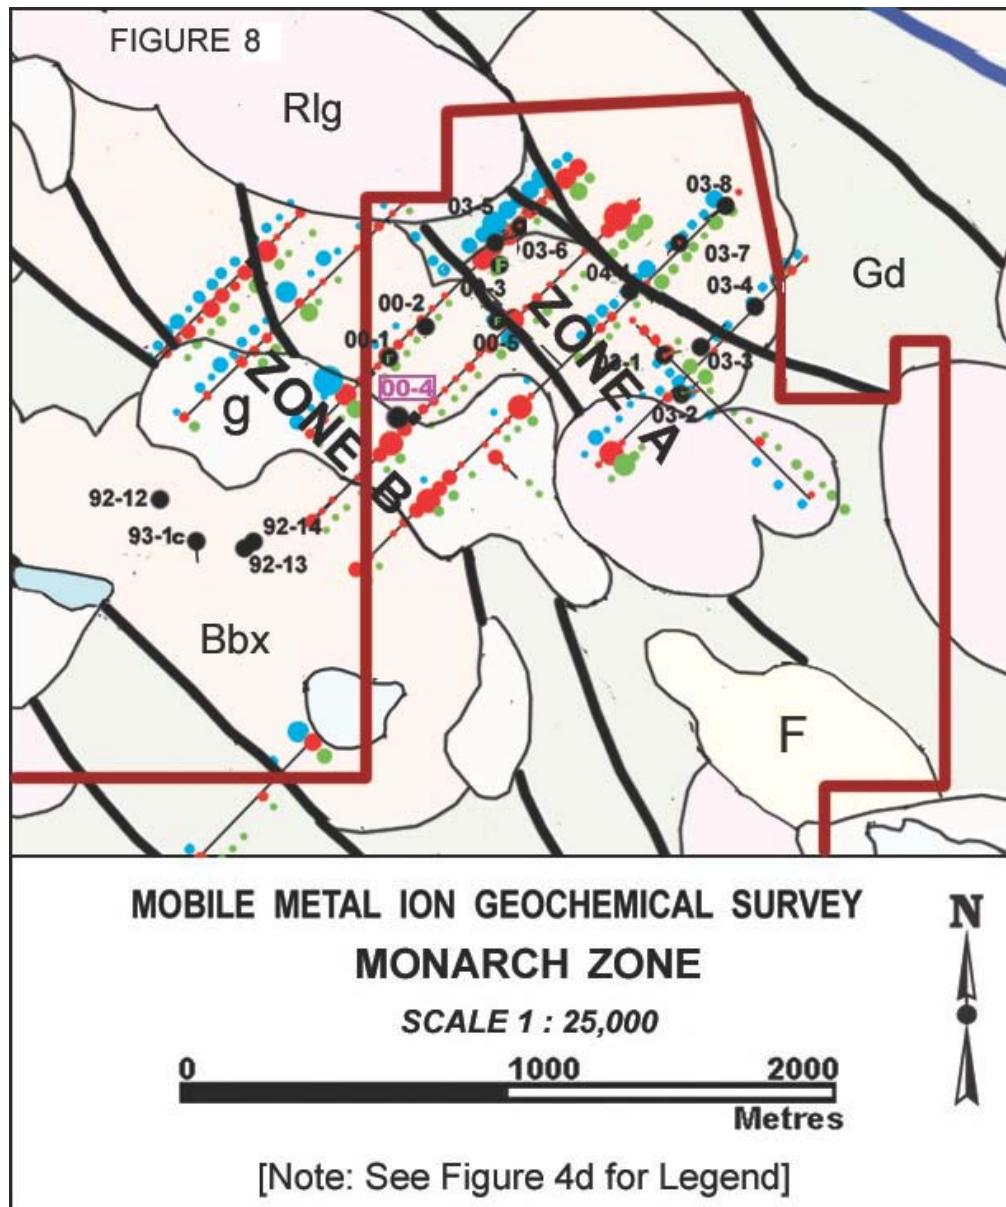 FIGURE 8
Rlg
03-8
03-5
03-6
03-7
Gd
04-1
03-4
00-2
00-1
00-5
ZONE A
03-1
03-3
00-4
03-2
g
ZONE B
92-12
93-1c
92-14
92-13
Bbx
F
MOBILE METAL ION GEOCHEMICAL SURVEY
MONARCH ZONE
SCALE 1 : 25,000
N
0 1000 2000
Metres
[Note: See Figure 4d for Legend]